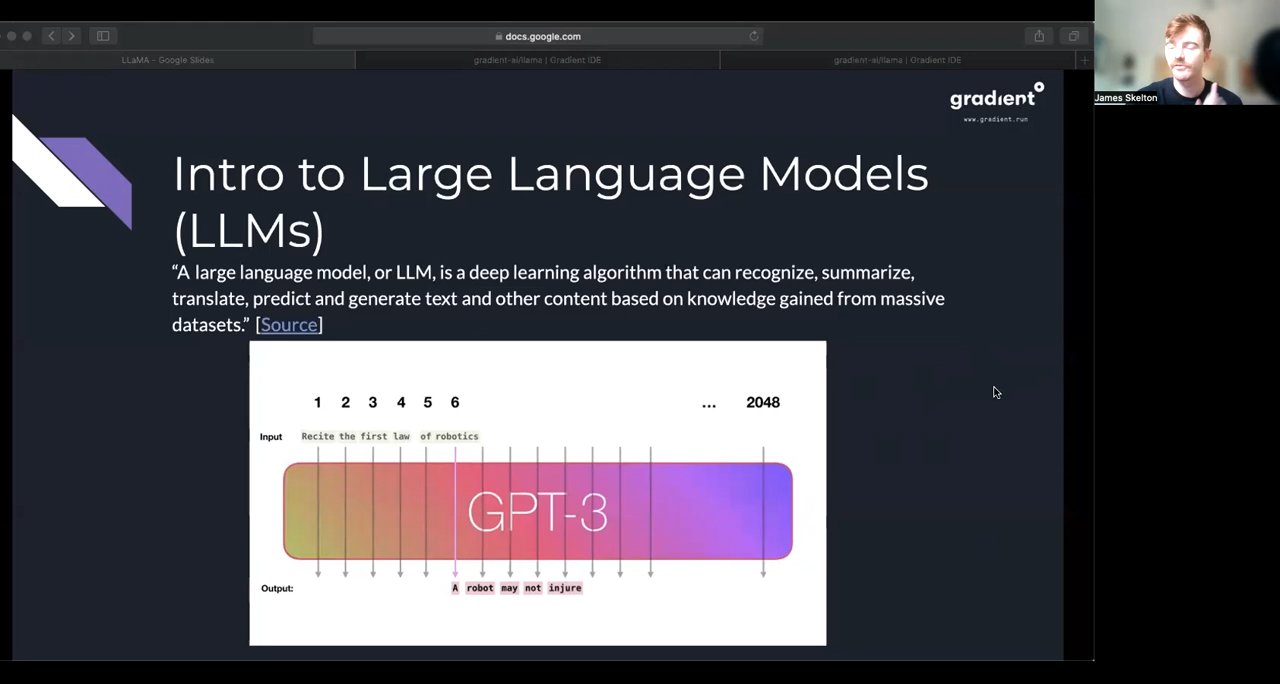 docs.google.com
LLaMA - Google Slides
gradient-ai/llama | Gradient IDE
gradient-ai/llama | Gradient IDE
James Skelton
gradient
www.gradient.run
Intro to Large Language Models
(LLMs)
“A large language model, or LLM, is a deep learning algorithm that can recognize, summarize,
translate, predict and generate text and other content based on knowledge gained from massive
datasets.” [Source]
1 2 3 4 5 6 ... 2048
Input Recite the first law of robotics
GPT-3
Output: A robot may not injure